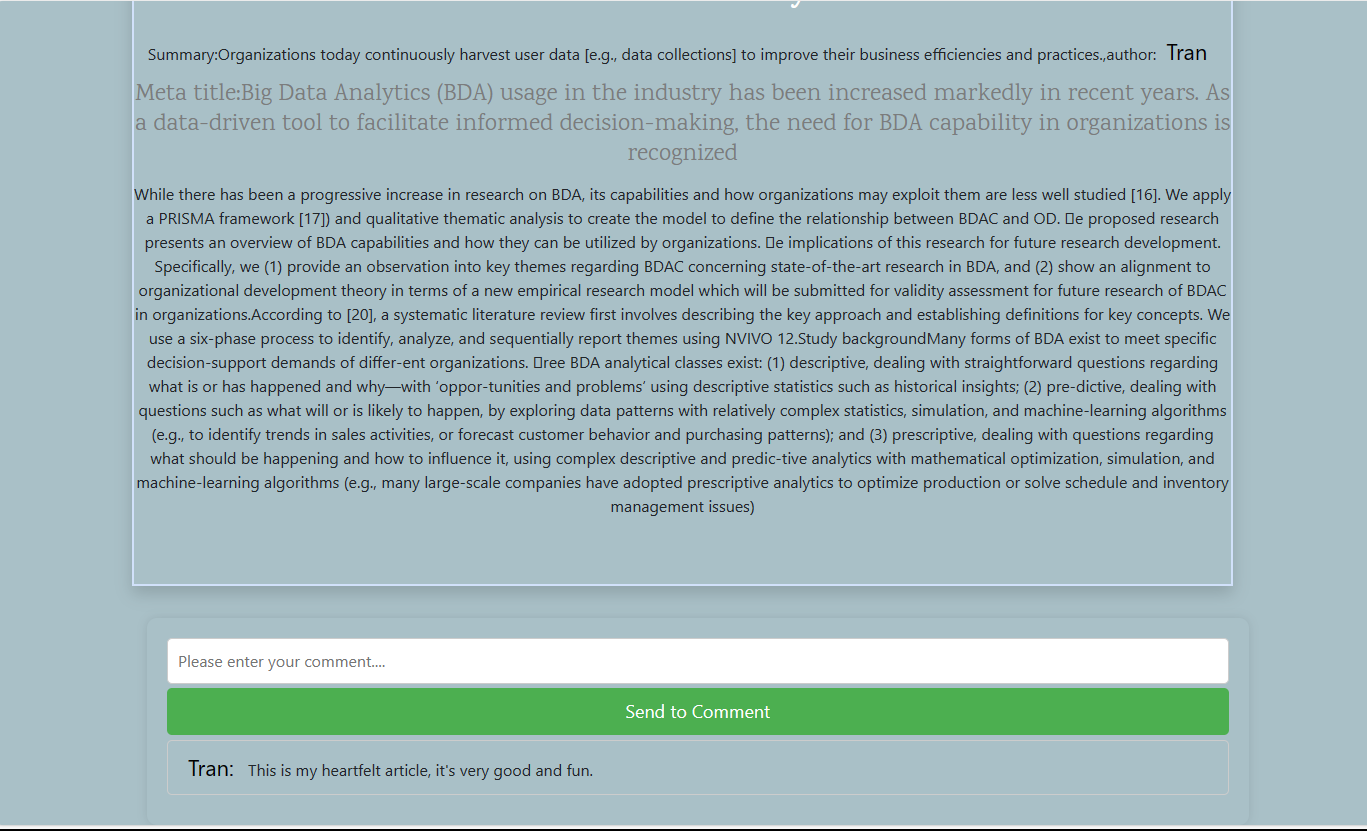 Summary:Organizations today continuously harvest user data [e.g., data collections] to improve their business efficiencies and practices.,author: Tran
Meta title:Big Data Analytics (BDA) usage in the industry has been increased markedly in recent years. As
a data-driven tool to facilitate informed decision-making, the need for BDA capability in organizations is
recognized
While there has been a progressive increase in research on BDA, its capabilities and how organizations may exploit them are less well studied [16]. We apply
a PRISMA framework [17]) and qualitative thematic analysis to create the model to define the relationship between BDAC and OD. □e proposed research
presents an overview of BDA capabilities and how they can be utilized by organizations. □e implications of this research for future research development.
Specifically, we (1) provide an observation into key themes regarding BDAC concerning state-of-the-art research in BDA, and (2) show an alignment to
organizational development theory in terms of a new empirical research model which will be submitted for validity assessment for future research of BDAC
in organizations.According to [20], a systematic literature review first involves describing the key approach and establishing definitions for key concepts. We
use a six-phase process to identify, analyze, and sequentially report themes using NVIVO 12.Study backgroundMany forms of BDA exist to meet specific
decision-support demands of differ-ent organizations. □ree BDA analytical classes exist: (1) descriptive, dealing with straightforward questions regarding
what is or has happened and why—with ‘oppor-tunities and problems’ using descriptive statistics such as historical insights; (2) pre-dictive, dealing with
questions such as what will or is likely to happen, by exploring data patterns with relatively complex statistics, simulation, and machine-learning algorithms
(e.g., to identify trends in sales activities, or forecast customer behavior and purchasing patterns); and (3) prescriptive, dealing with questions regarding
what should be happening and how to influence it, using complex descriptive and predic-tive analytics with mathematical optimization, simulation, and
machine-learning algorithms (e.g., many large-scale companies have adopted prescriptive analytics to optimize production or solve schedule and inventory
management issues)
Please enter your comment....
Send to Comment
Tran: This is my heartfelt article, it's very good and fun.